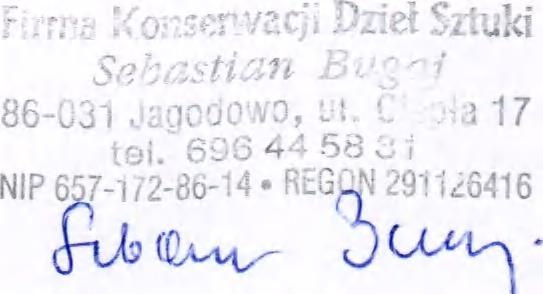 Firma Konserwacji Dzieł Sztuki
Sebastian Bugaj
86-031 Jagodowo, ul. 17
tel. 696 44 58 31
NIP 657-172-86-14 • REGON 291126416